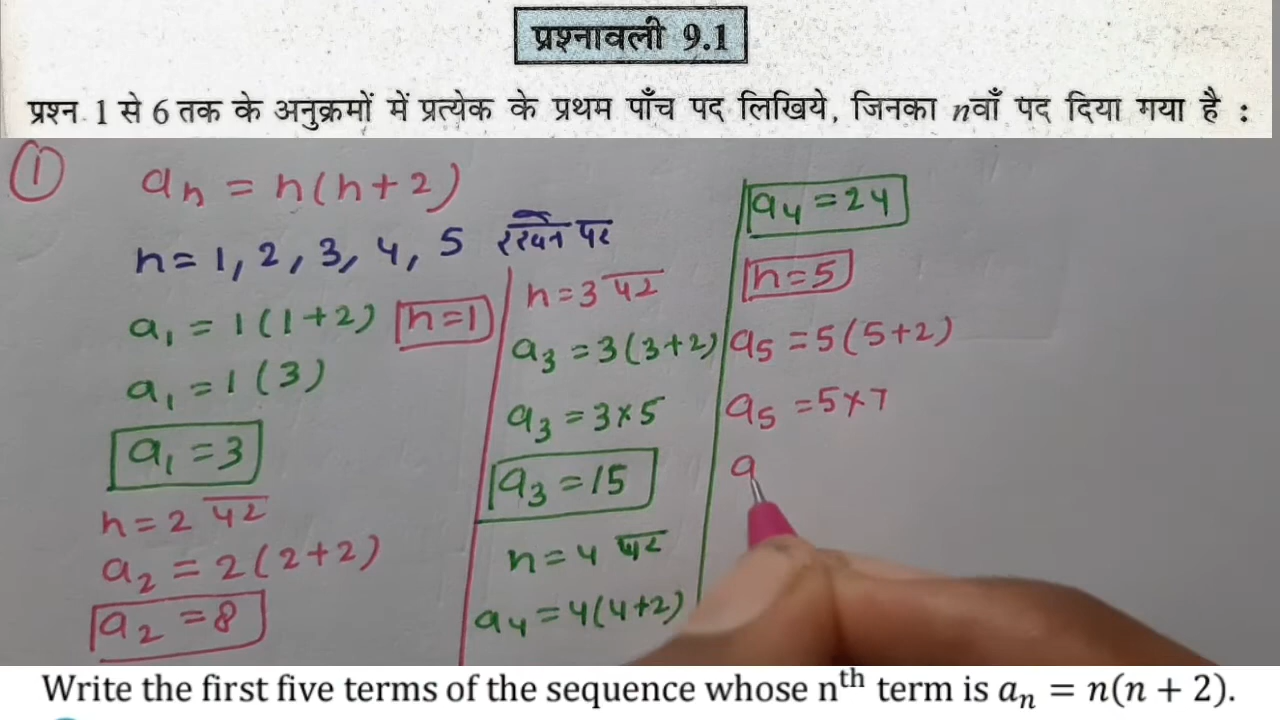 प्रश्नावली 9.1
प्रश्न 1 से 6 तक के अनुक्रमों में प्रत्येक के प्रथम पाँच पद लिखिये, जिनका nवाँ पद दिया गया है :
① aₙ = n(n+2)
n = 1, 2, 3, 4, 5 रखने पर
a₁ = 1(1+2) n=1
a₁ = 1(3)
a₁ = 3
n = 2 पर
a₂ = 2(2+2)
a₂ = 8
n = 3 पर
a₃ = 3(3+2)
a₃ = 3×5
a₃ = 15
n = 4 पर
a₄ = 4(4+2)
a₄ = 24
n = 5
a₅ = 5(5+2)
a₅ = 5×7
a
Write the first five terms of the sequence whose nᵗʰ term is aₙ = n(n + 2).